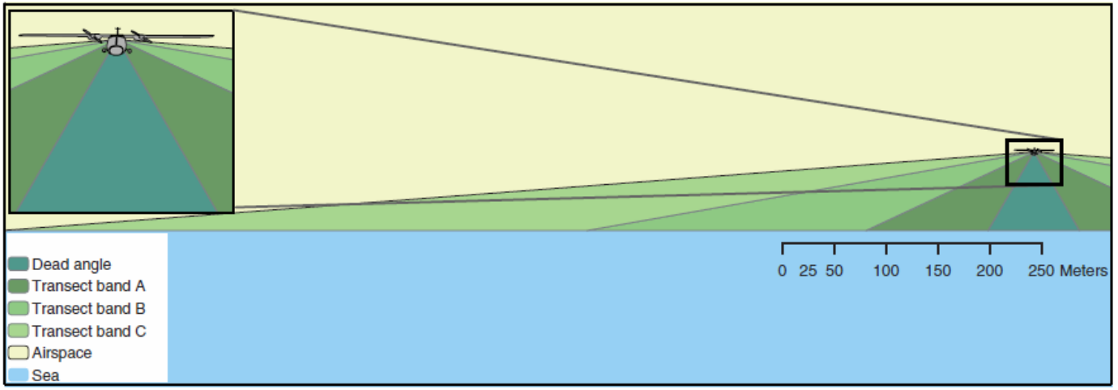 Dead angle
Transect band A
Transect band B
Transect band C
Airspace
Sea
0 25 50 100 150 200 250 Meters